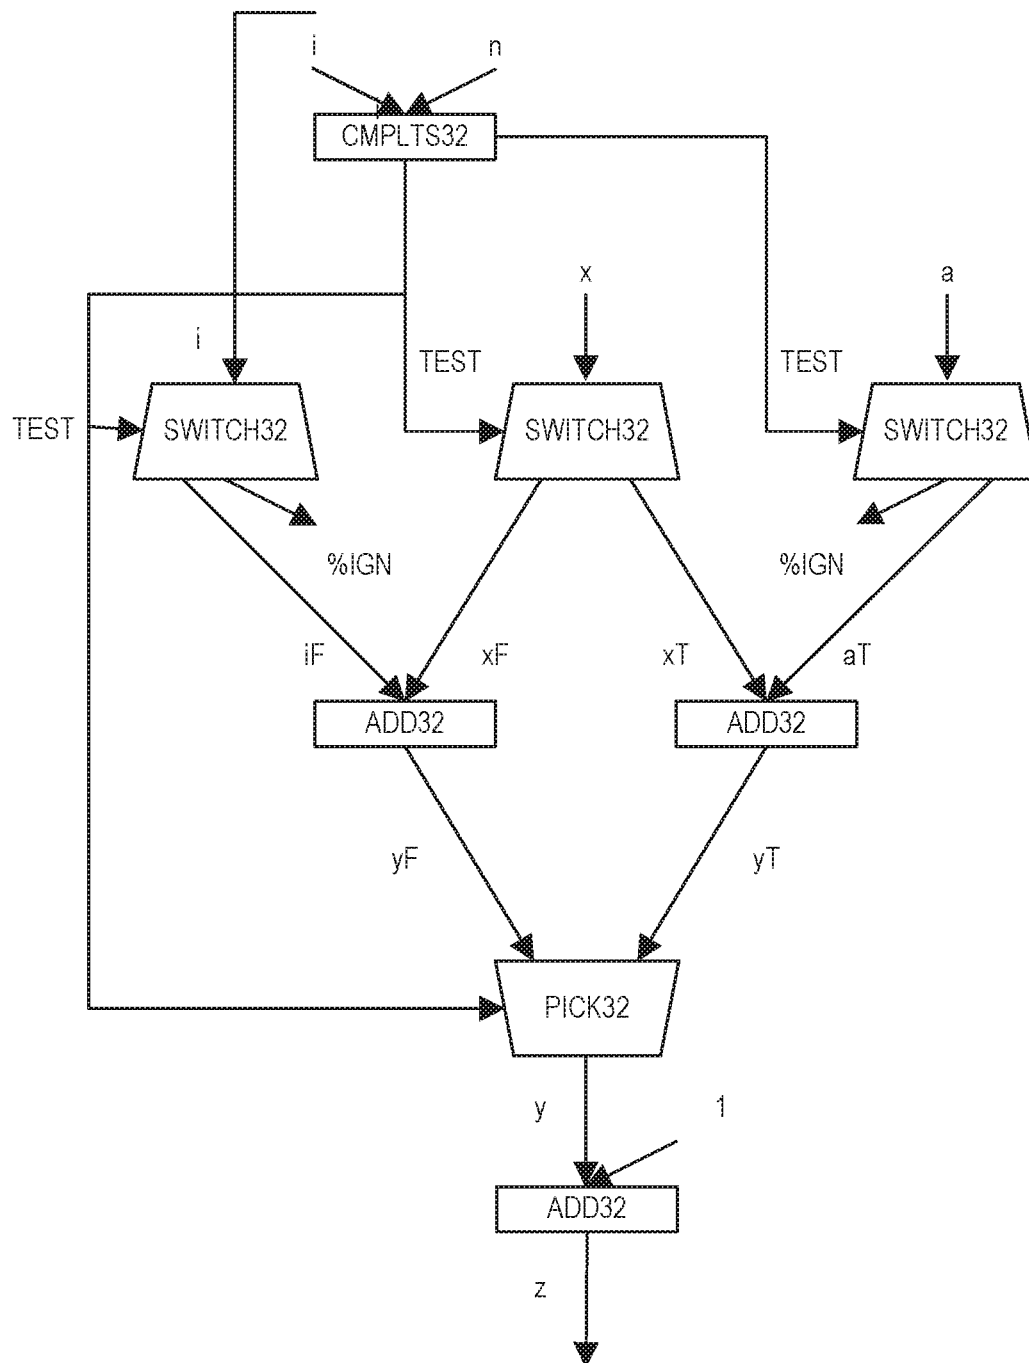 i n
CMPLTS32
x a
i TEST TEST
TEST SWITCH32 SWITCH32 SWITCH32
%IGN %IGN
iF xF xT aT
ADD32 ADD32
yF yT
PICK32
y 1
ADD32
z